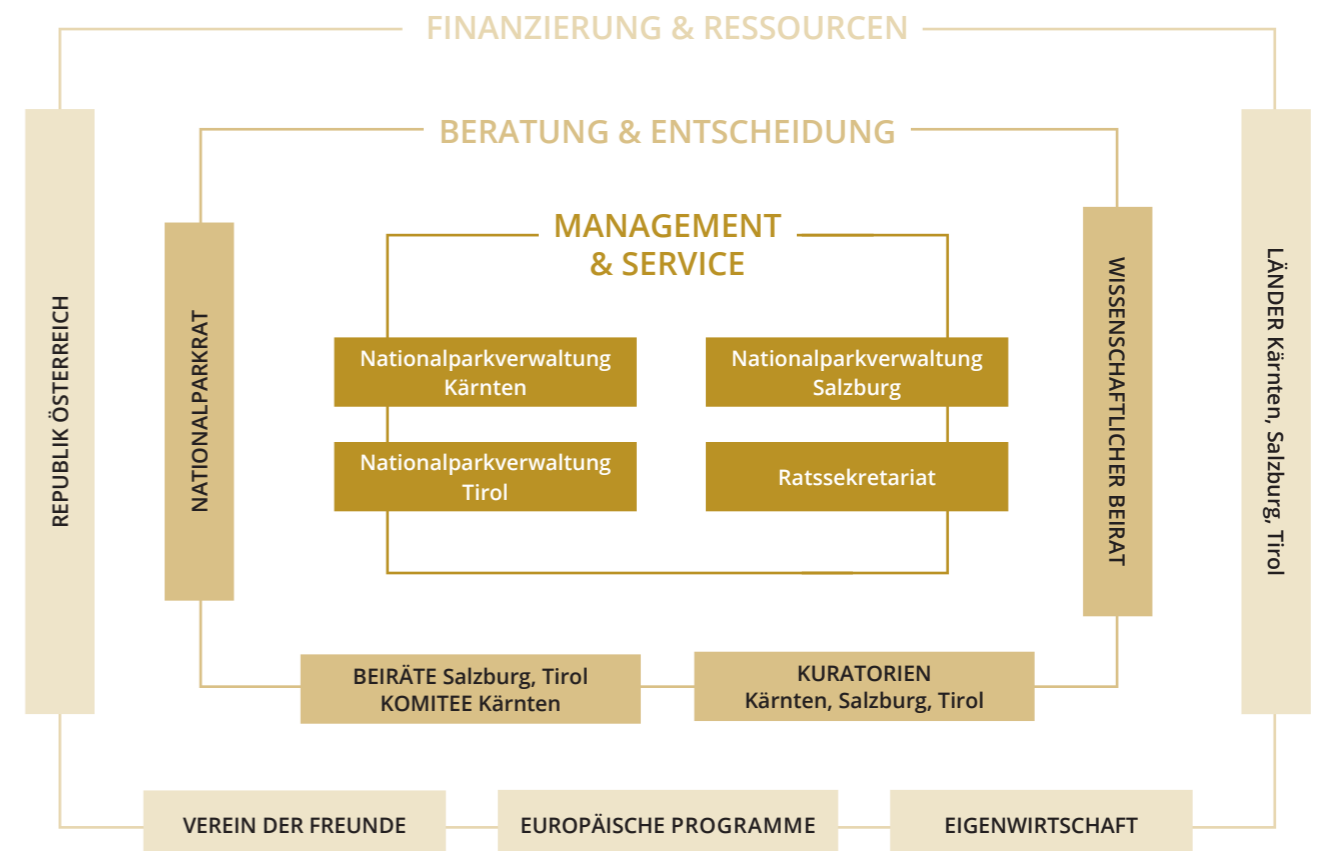 FINANZIERUNG & RESSOURCEN
BERATUNG & ENTSCHEIDUNG
MANAGEMENT
& SERVICE
REPUBLIK ÖSTERREICH
NATIONALPARKRAT
Nationalparkverwaltung
Kärnten
Nationalparkverwaltung
Salzburg
Nationalparkverwaltung
Tirol
Ratssekretariat
WISSENSCHAFTLICHER BEIRAT
LÄNDER Kärnten, Salzburg, Tirol
BEIRÄTE Salzburg, Tirol
KOMITEE Kärnten
KURATORIEN
Kärnten, Salzburg, Tirol
VEREIN DER FREUNDE
EUROPÄISCHE PROGRAMME
EIGENWIRTSCHAFT